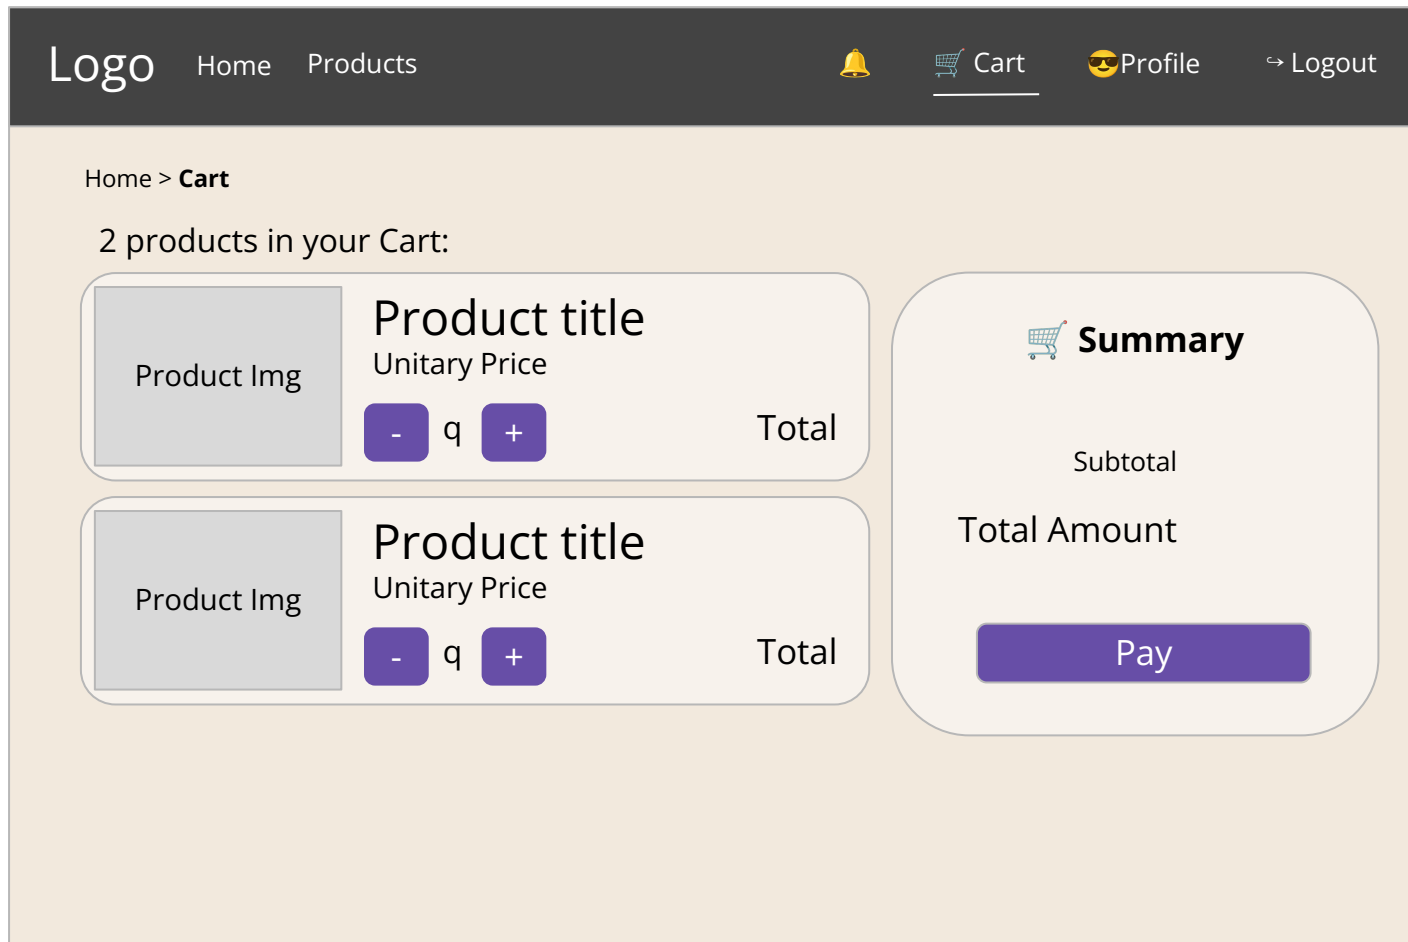 Logo Home Products 🔔 🛒 Cart 😎Profile ↪ Logout
Home > Cart
2 products in your Cart:
Product Img
Product title
Unitary Price
- q + Total
Product Img
Product title
Unitary Price
- q + Total
🛒 Summary
Subtotal
Total Amount
Pay